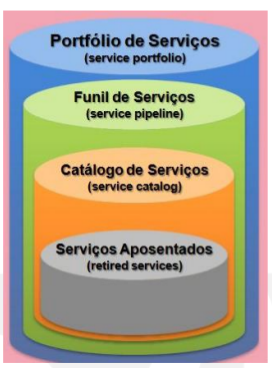 Portfólio de Serviços
(service portfolio)
Funil de Serviços
(service pipeline)
Catálogo de Serviços
(service catalog)
Serviços Aposentados
(retired services)